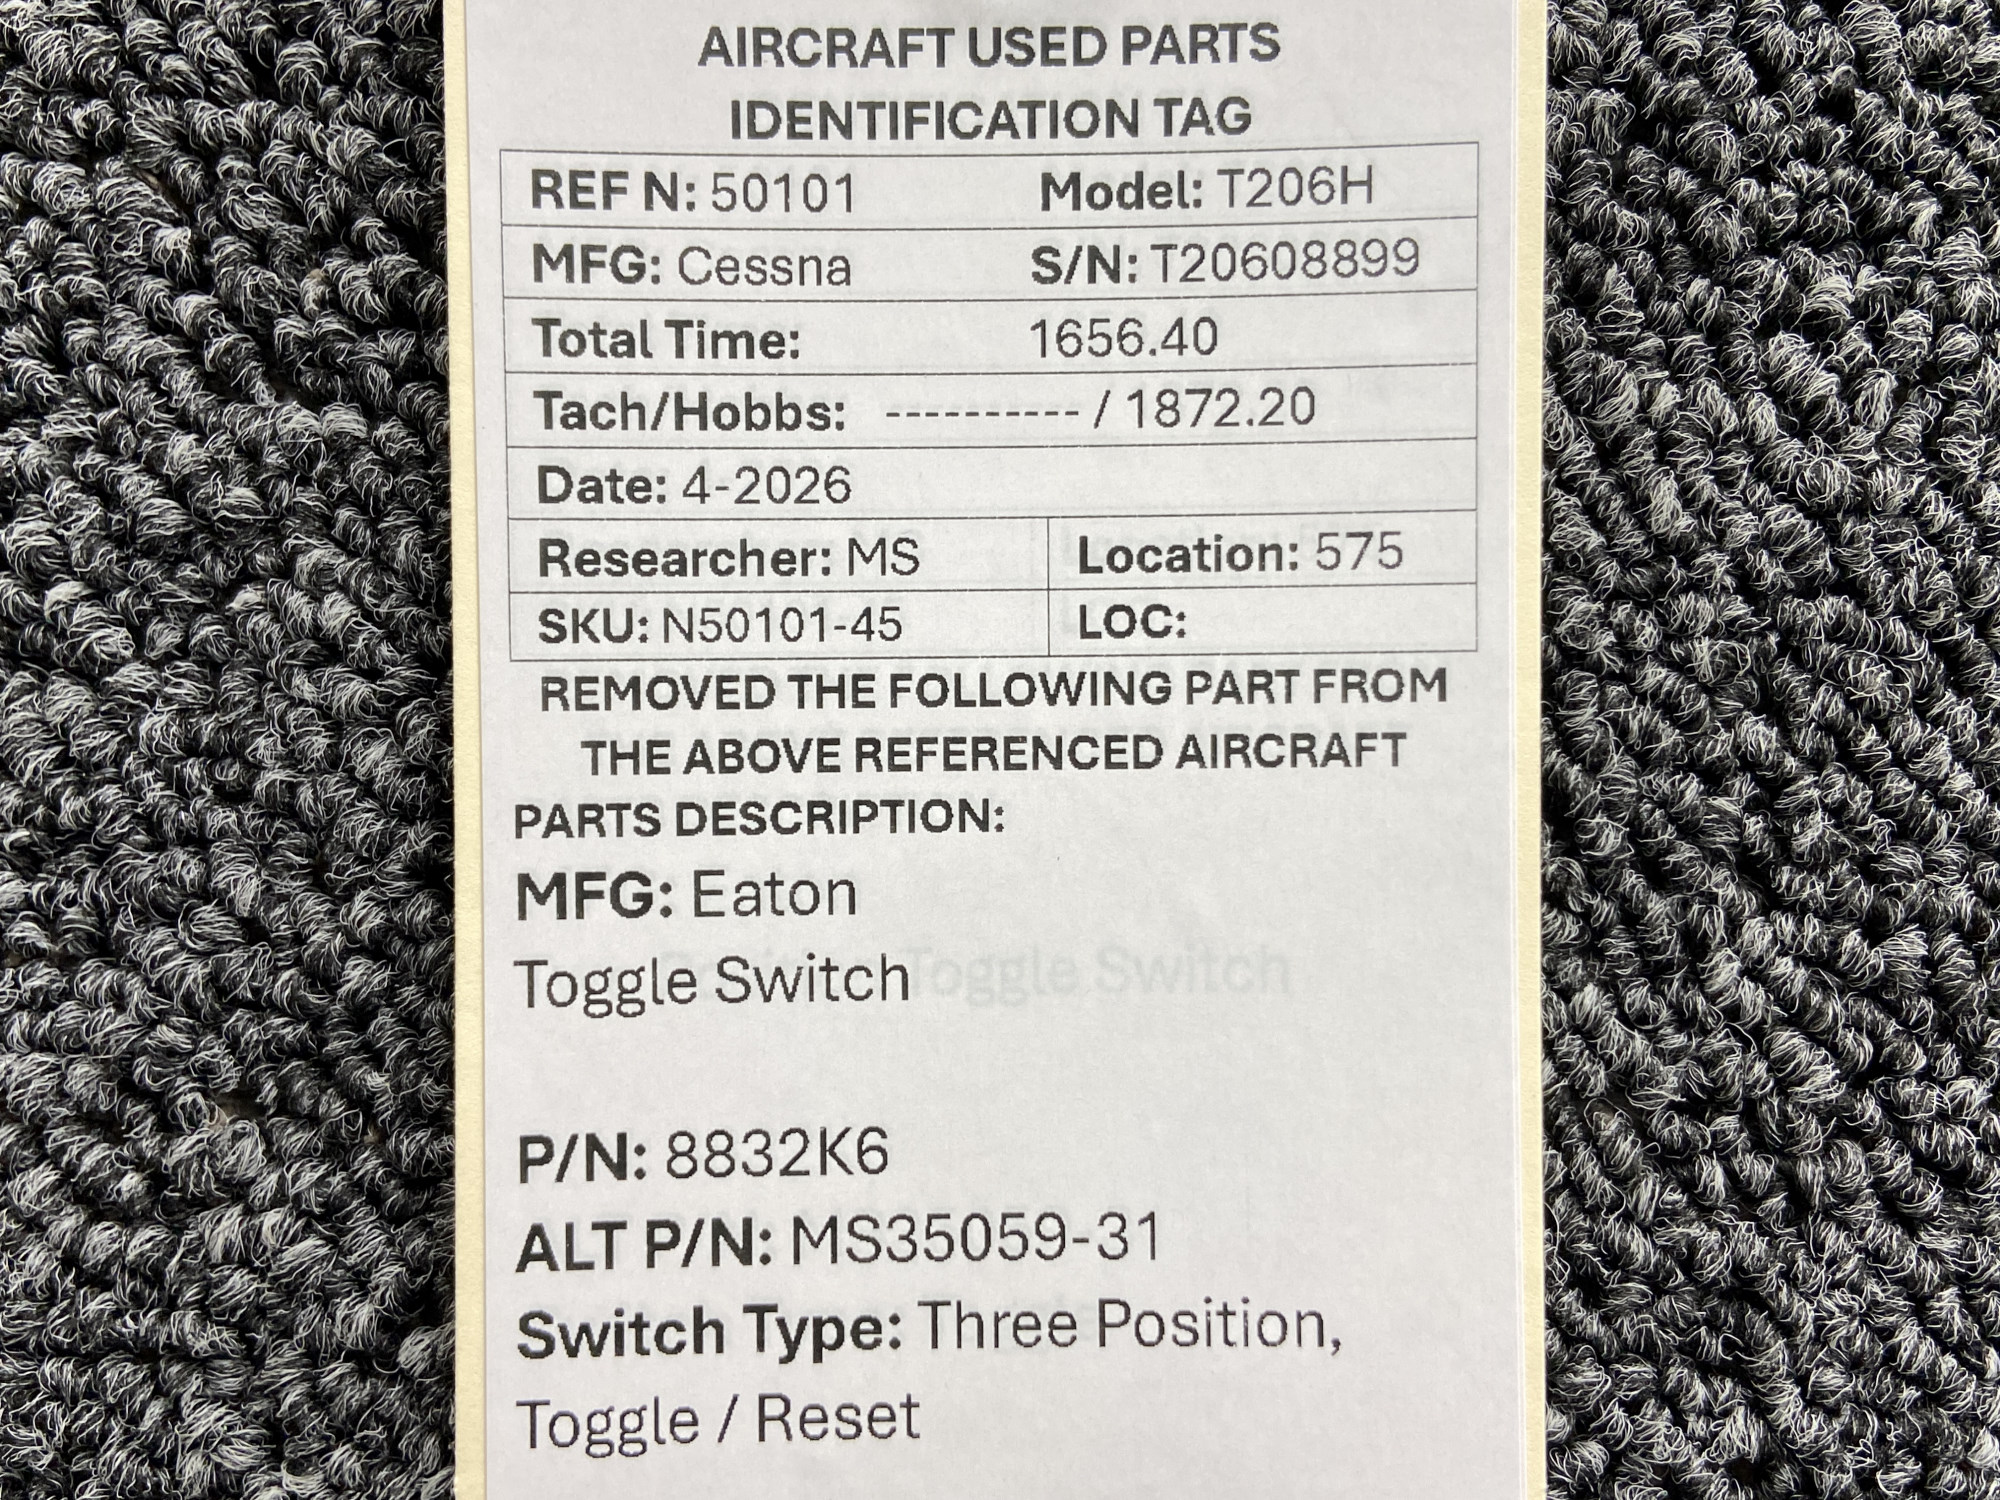 AIRCRAFT USED PARTS
IDENTIFICATION TAG
REF N: 50101 Model: T206H
MFG: Cessna S/N: T20608899
Total Time: 1656.40
Tach/Hobbs: ---------- / 1872.20
Date: 4-2026
Researcher: MS Location: 575
SKU: N50101-45 LOC:
REMOVED THE FOLLOWING PART FROM
THE ABOVE REFERENCED AIRCRAFT
PARTS DESCRIPTION:
MFG: Eaton
Toggle Switch
P/N: 8832K6
ALT P/N: MS35059-31
Switch Type: Three Position,
Toggle / Reset